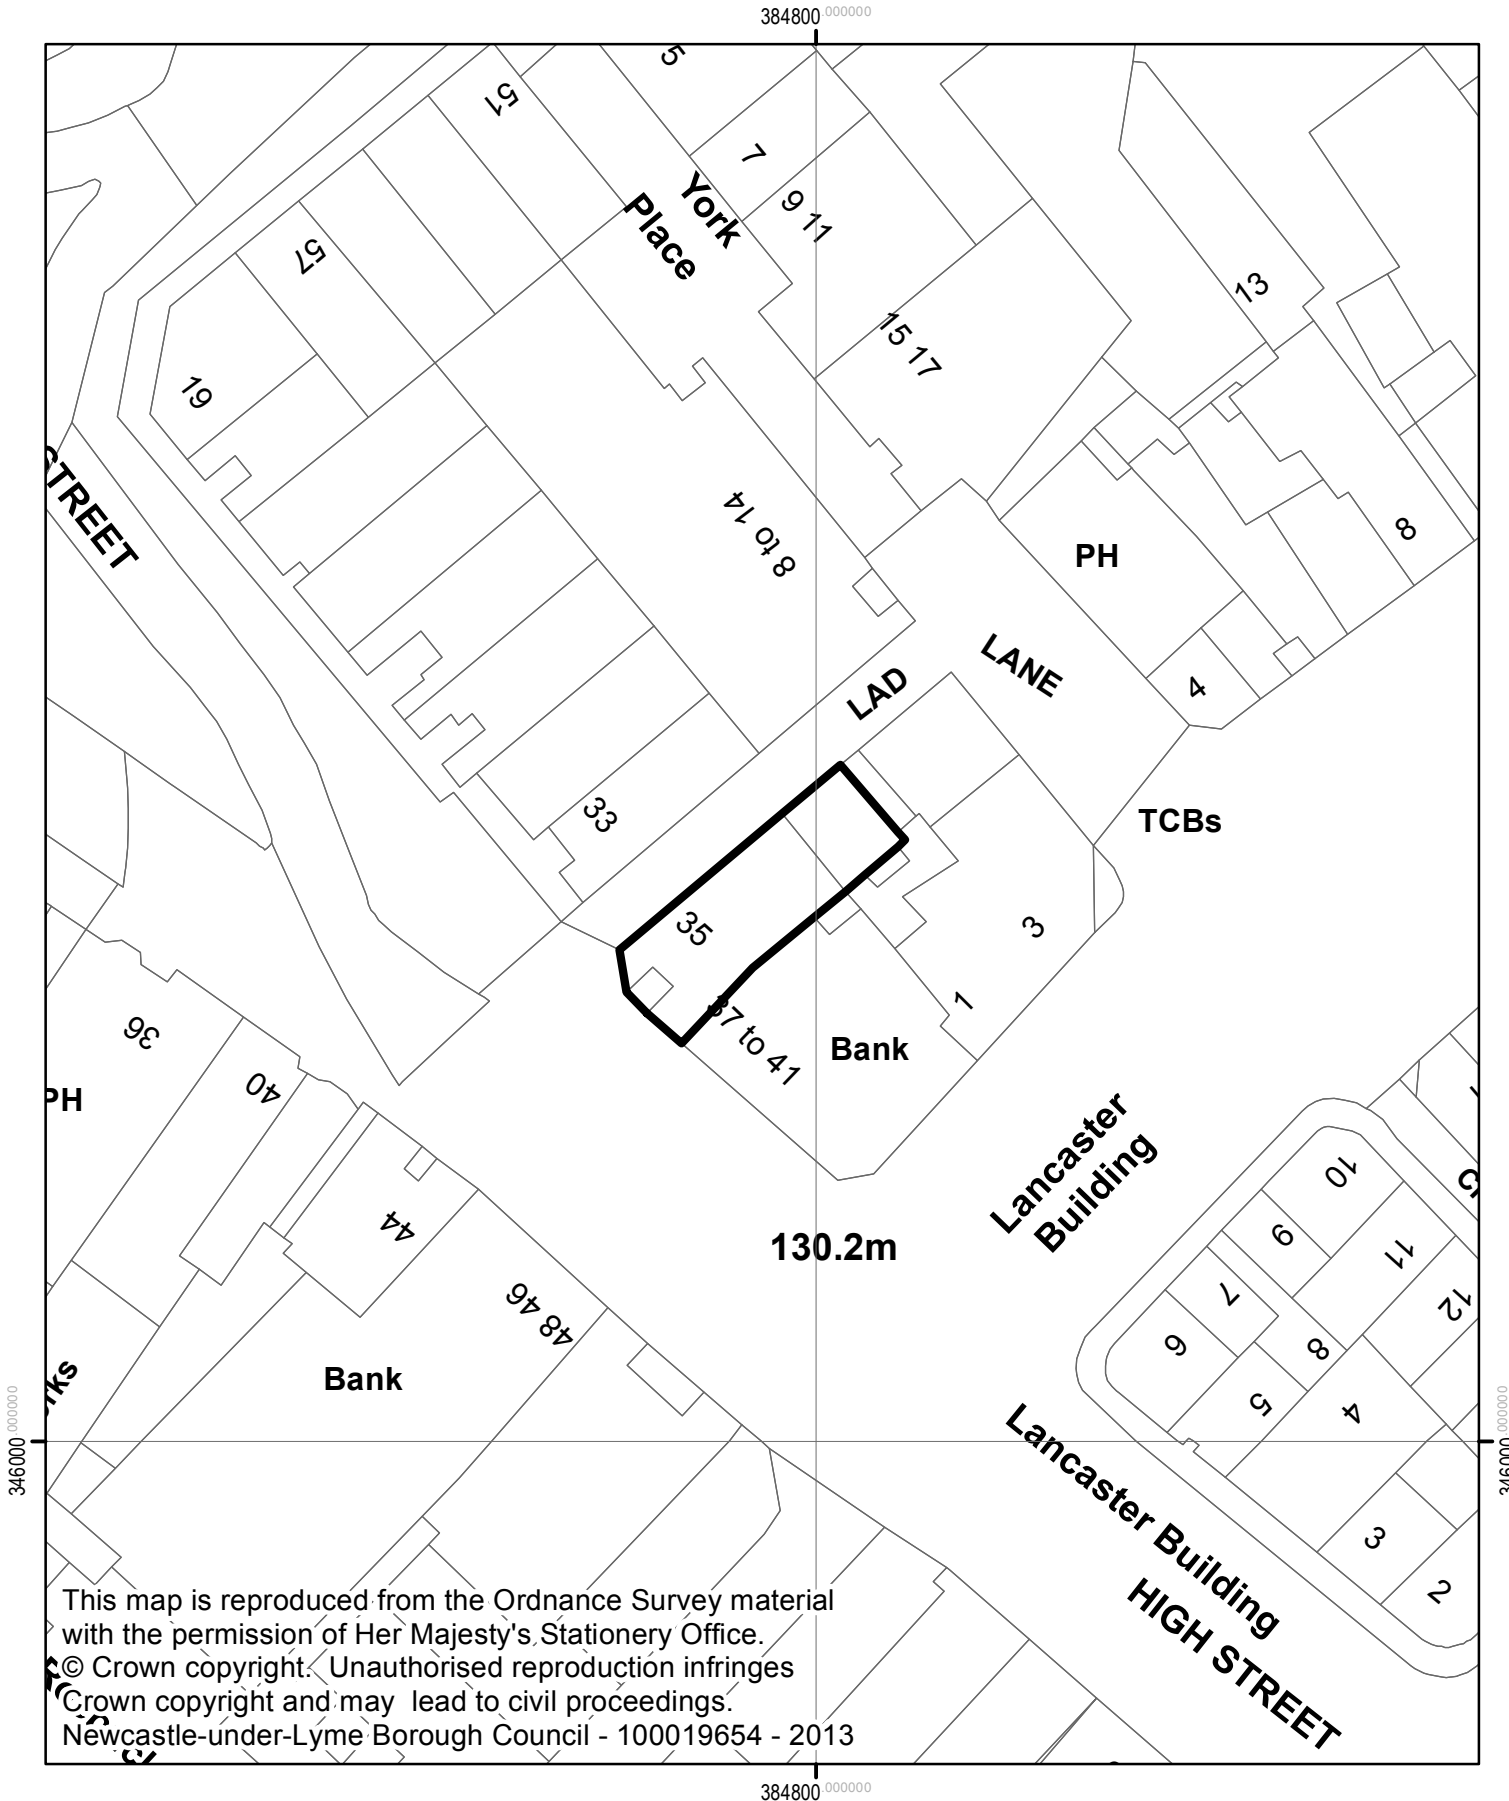 384800.000000
5
51
7
York
Place
9 11
57
13
15 17
19
STREET
8 to 14
PH
8
LANE
4
LAD
33
TCBs
35
3
1
37 to 41
Bank
36
40
PH
Lancaster
Building
10
44
9
11
130.2m
7
12
48 46
6
8
Bank
5
4
346000.000000
346000.000000
Lancaster Building
3
2
HIGH STREET
This map is reproduced from the Ordnance Survey material
with the permission of Her Majesty's Stationery Office.
© Crown copyright. Unauthorised reproduction infringes
Crown copyright and may lead to civil proceedings.
Newcastle-under-Lyme Borough Council - 100019654 - 2013
384800.000000